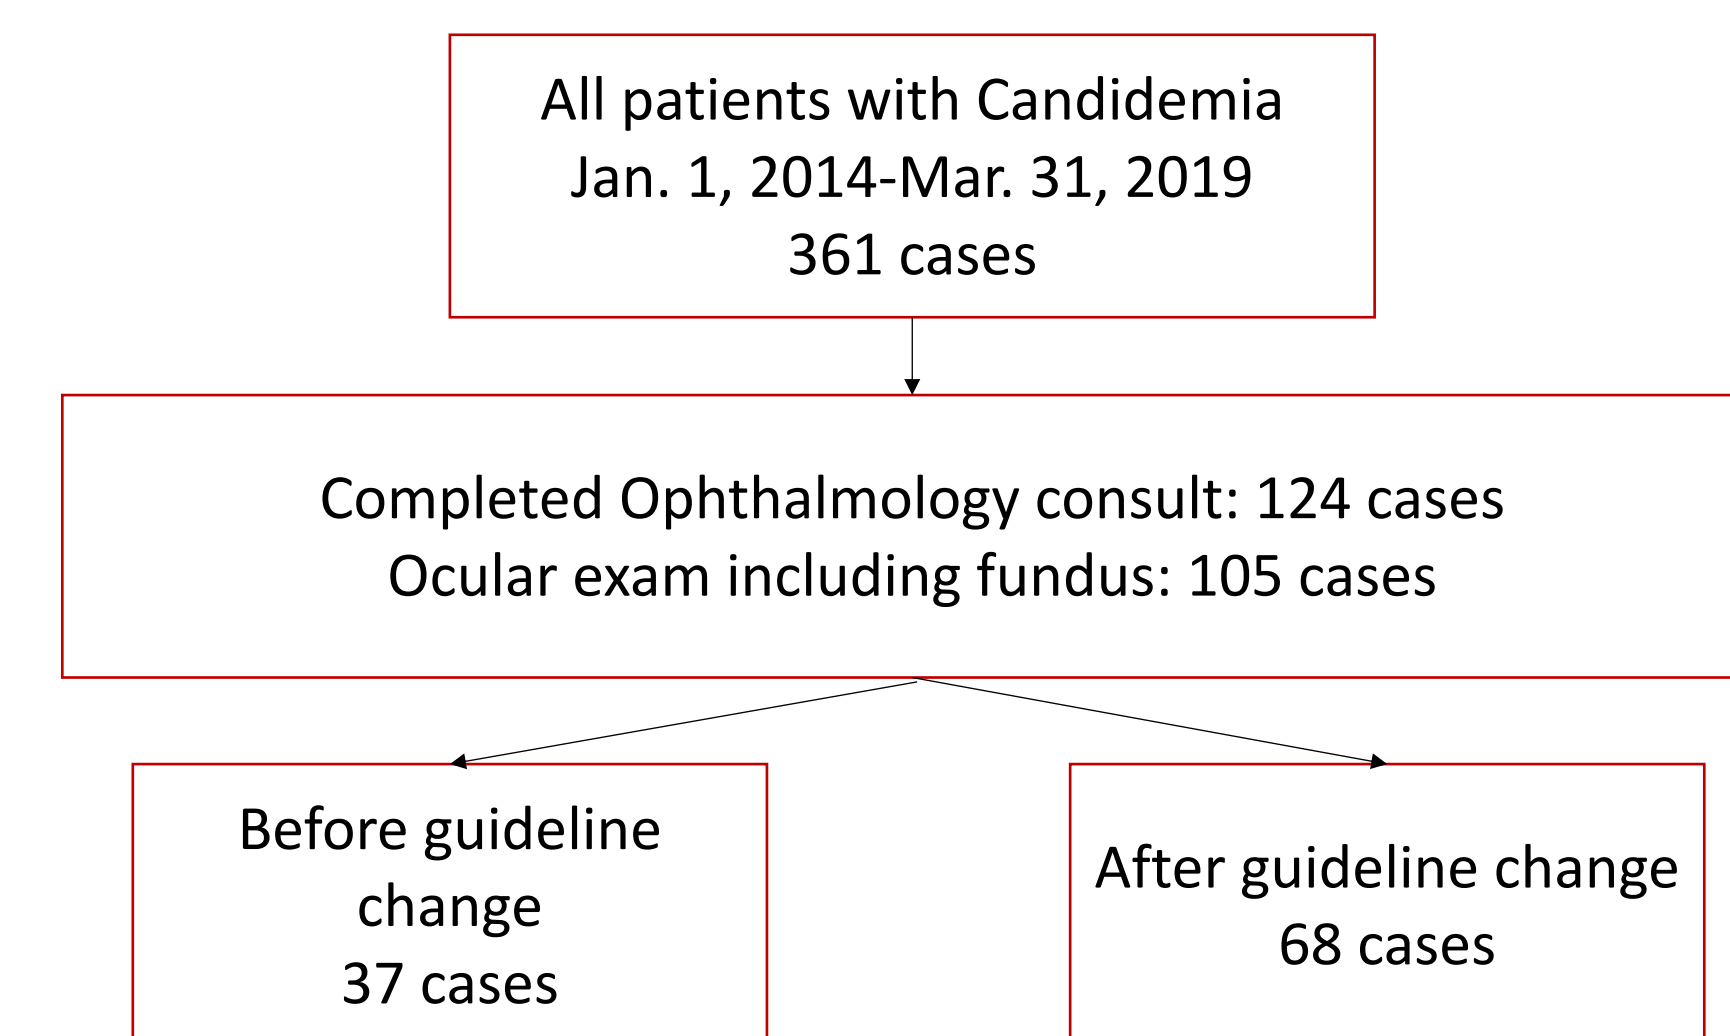 All patients with Candidemia
Jan. 1, 2014-Mar. 31, 2019
361 cases
Completed Ophthalmology consult: 124 cases
Ocular exam including fundus: 105 cases
Before guideline
change
37 cases
After guideline change
68 cases